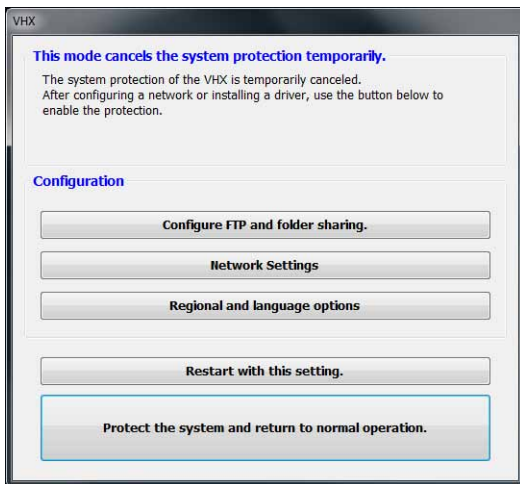 VHX
This mode cancels the system protection temporarily.
The system protection of the VHX is temporarily canceled.
After configuring a network or installing a driver, use the button below to
enable the protection.
Configuration
Configure FTP and folder sharing.
Network Settings
Regional and language options
Restart with this setting.
Protect the system and return to normal operation.